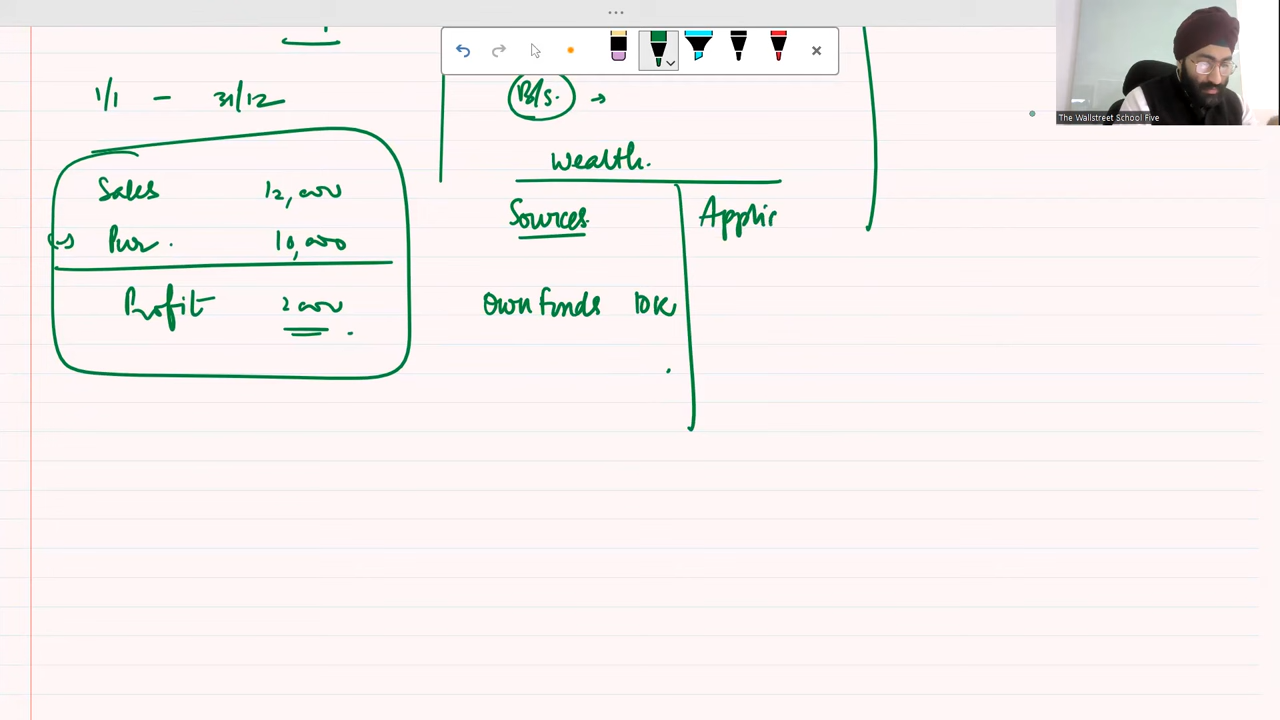 1/1 - 31/12
Sales 12,000
(-) Pur. 10,000
Profit 2000
B/s. →
Wealth.
Sources. Applic
Own Funds 10K
The Wallstreet School Five